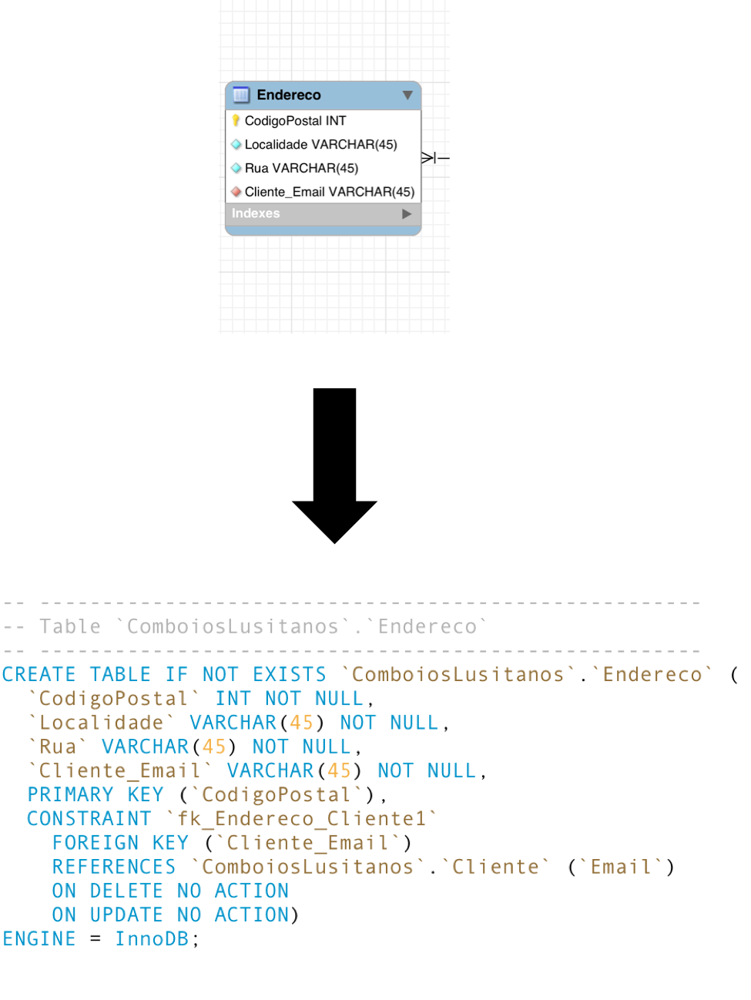 Endereco
CodigoPostal INT
Localidade VARCHAR(45)
Rua VARCHAR(45)
Cliente_Email VARCHAR(45)
Indexes
-- -----------------------------------------------------
-- Table `ComboiosLusitanos`.`Endereco`
-- -----------------------------------------------------
CREATE TABLE IF NOT EXISTS `ComboiosLusitanos`.`Endereco` (
  `CodigoPostal` INT NOT NULL,
  `Localidade` VARCHAR(45) NOT NULL,
  `Rua` VARCHAR(45) NOT NULL,
  `Cliente_Email` VARCHAR(45) NOT NULL,
  PRIMARY KEY (`CodigoPostal`),
  CONSTRAINT `fk_Endereco_Cliente1`
    FOREIGN KEY (`Cliente_Email`)
    REFERENCES `ComboiosLusitanos`.`Cliente` (`Email`)
    ON DELETE NO ACTION
    ON UPDATE NO ACTION)
ENGINE = InnoDB;